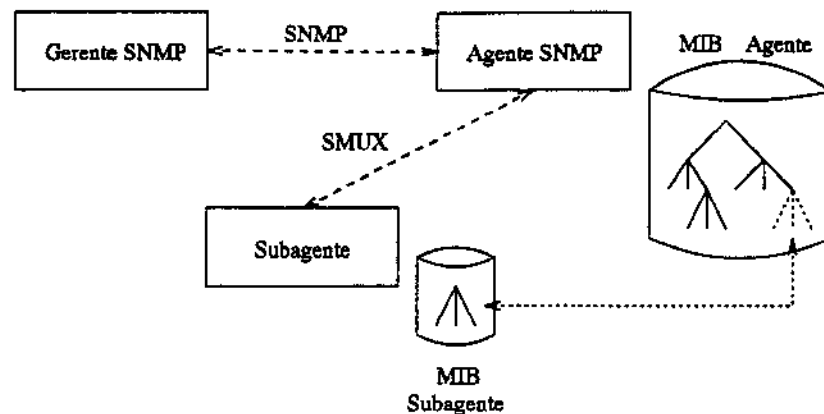 SNMP
Gerente SNMP
Agente SNMP
MIB Agente
SMUX
Subagente
MIB
Subagente